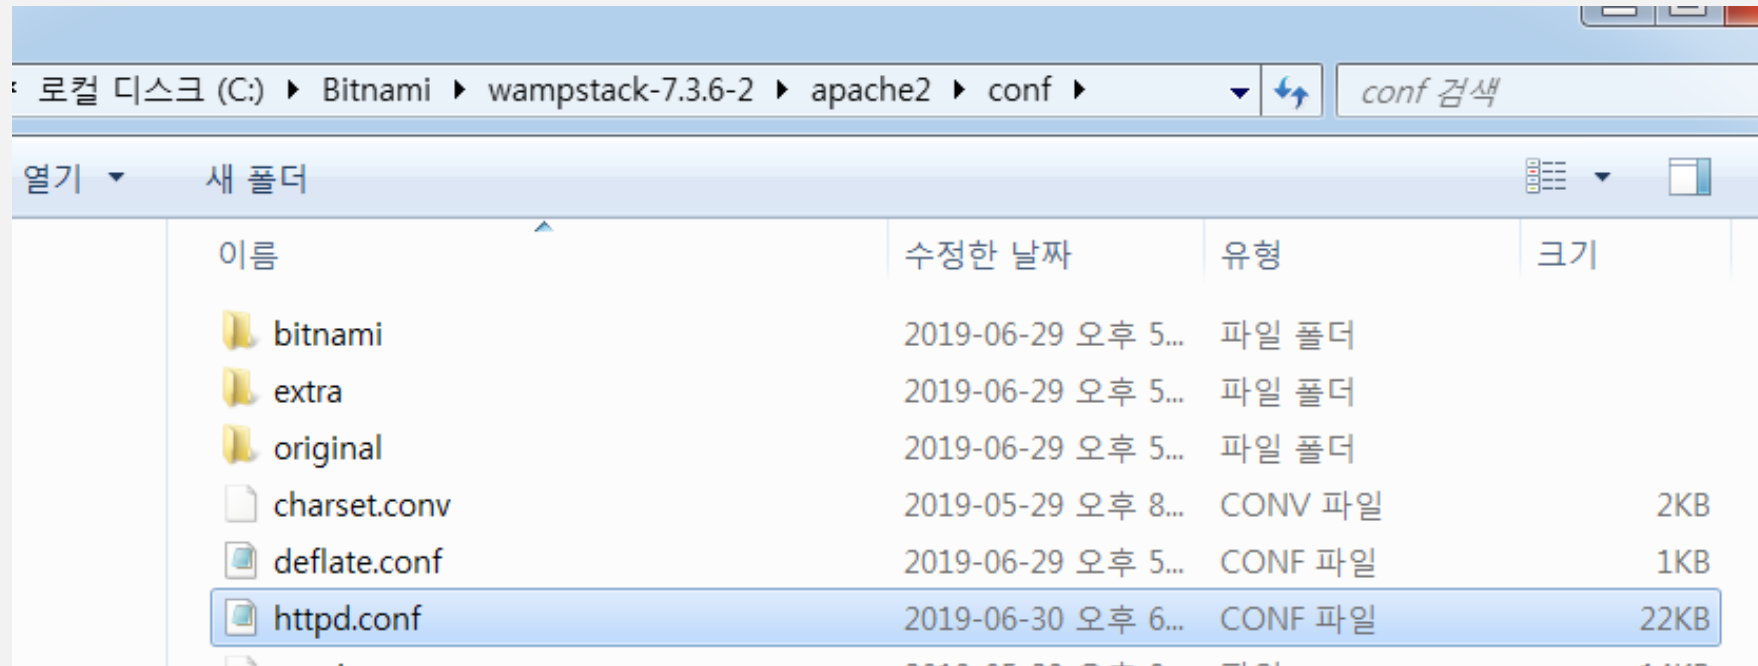 로컬 디스크 (C:) ▶ Bitnami ▶ wampstack-7.3.6-2 ▶ apache2 ▶ conf ▶ conf 검색
열기 새 폴더
이름 수정한 날짜 유형 크기
bitnami 2019-06-29 오후 5... 파일 폴더
extra 2019-06-29 오후 5... 파일 폴더
original 2019-06-29 오후 5... 파일 폴더
charset.conv 2019-05-29 오후 8... CONV 파일 2KB
deflate.conf 2019-06-29 오후 5... CONF 파일 1KB
httpd.conf 2019-06-30 오후 6... CONF 파일 22KB